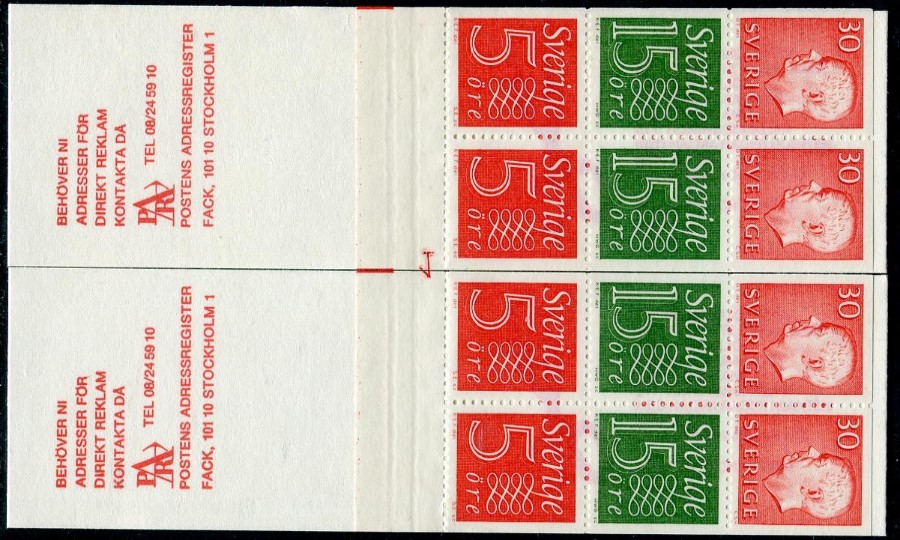 BEHÖVER NI
ADRESSER FÖR
DIREKT REKLAM
KONTAKTA DÅ
PAR TEL 08/24 59 10
POSTENS ADRESSREGISTER
FACK, 101 10 STOCKHOLM 1
BEHÖVER NI
ADRESSER FÖR
DIREKT REKLAM
KONTAKTA DÅ
PAR TEL 08/24 59 10
POSTENS ADRESSREGISTER
FACK, 101 10 STOCKHOLM 1
4
Sverige
5
öre
Sverige
15
öre
30
SVERIGE
Sverige
5
öre
Sverige
15
öre
30
SVERIGE
Sverige
5
öre
Sverige
15
öre
30
SVERIGE
Sverige
5
öre
Sverige
15
öre
30
SVERIGE